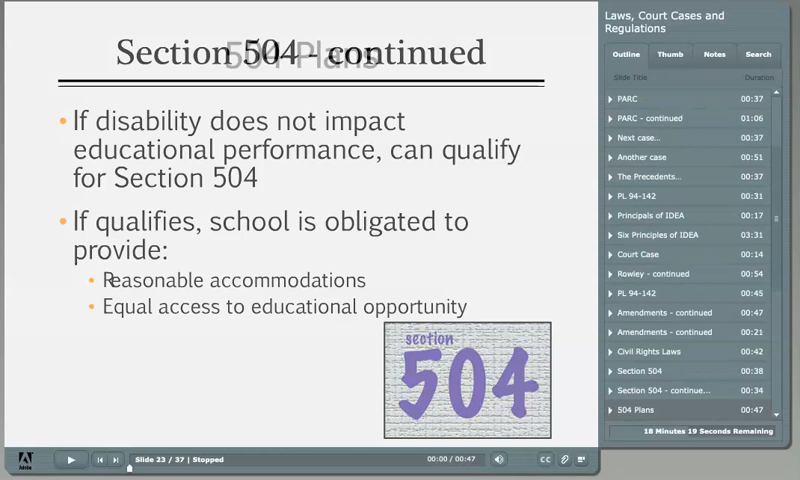 Section 504 - continued
504 Plans
• If disability does not impact
educational performance, can qualify
for Section 504
• If qualifies, school is obligated to
provide:
• Reasonable accommodations
• Equal access to educational opportunity
section
504
Adobe
Slide 23 / 37 | Stopped
00:00 / 00:47
CC
Laws, Court Cases and
Regulations
Outline Thumb Notes Search
Slide Title Duration
PARC 00:37
PARC - continued 01:06
Next case... 00:37
Another case 00:51
The Precedents... 00:37
PL 94-142 00:31
Principals of IDEA 00:17
Six Principles of IDEA 03:31
Court Case 00:14
Rowley - continued 00:54
PL 94-142 00:45
Amendments - continued 00:47
Amendments - continued 00:21
Civil Rights Laws 00:42
Section 504 00:38
Section 504 - continue... 00:34
504 Plans 00:47
18 Minutes 19 Seconds Remaining